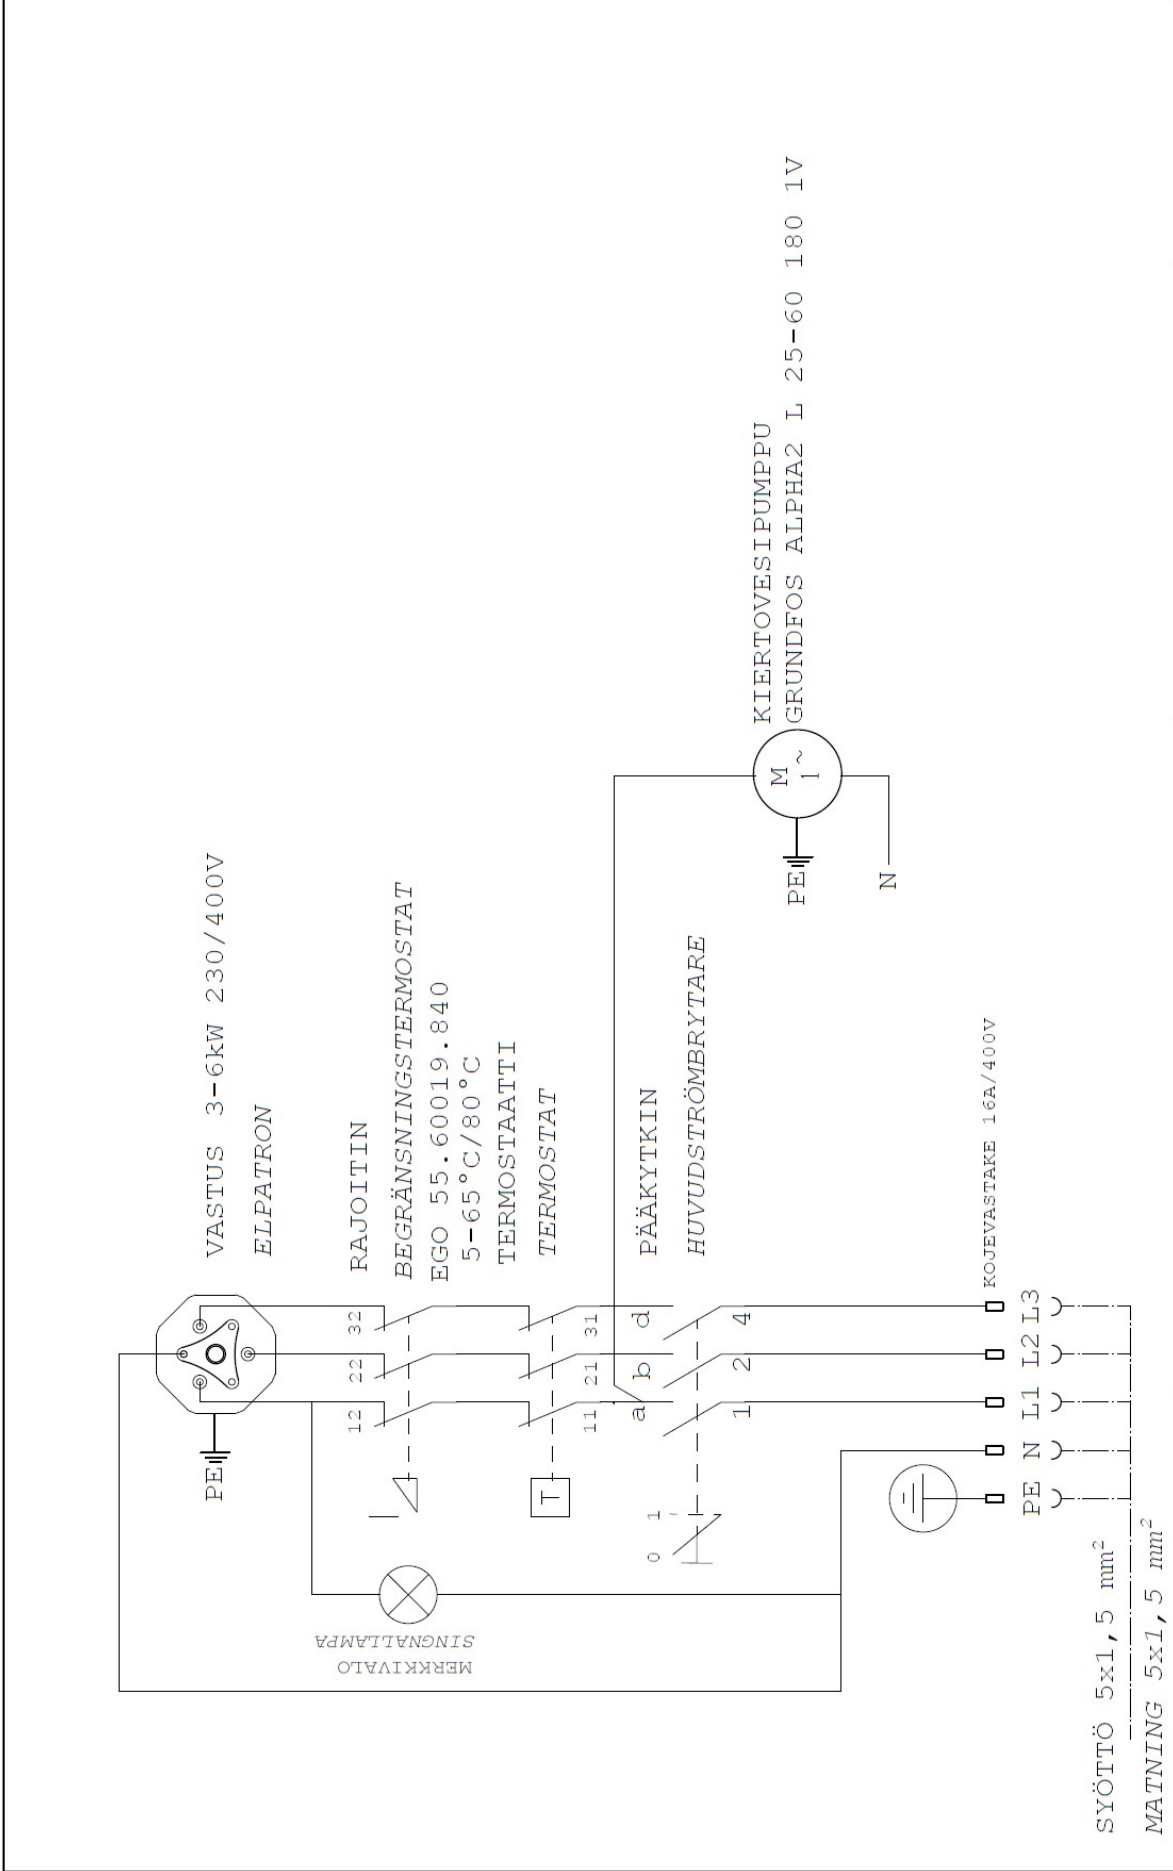 VASTUS 3-6kW 230/400V
ELPATRON
PE
RAJOITIN
BEGRÄNSNINGSTERMOSTAT
EGO 55.60019.840
5-65°C/80°C
TERMOSTAATTI
TERMOSTAT
12 22 32
T
11 21 31
MERKKIVALO
SINGNALLAMPA
PÄÄKYTKIN
HUVUDSTRÖMBRYTARE
a b d
0 1
1 2 4
KIERTOVESIPUMPPU
GRUNDFOS ALPHA2 L 25-60 180 1V
M
1~
PE
N
KOJEVASTAKE 16A/400V
PE N L1 L2 L3
SYÖTTÖ 5x1,5 mm²
MATNING 5x1,5 mm²